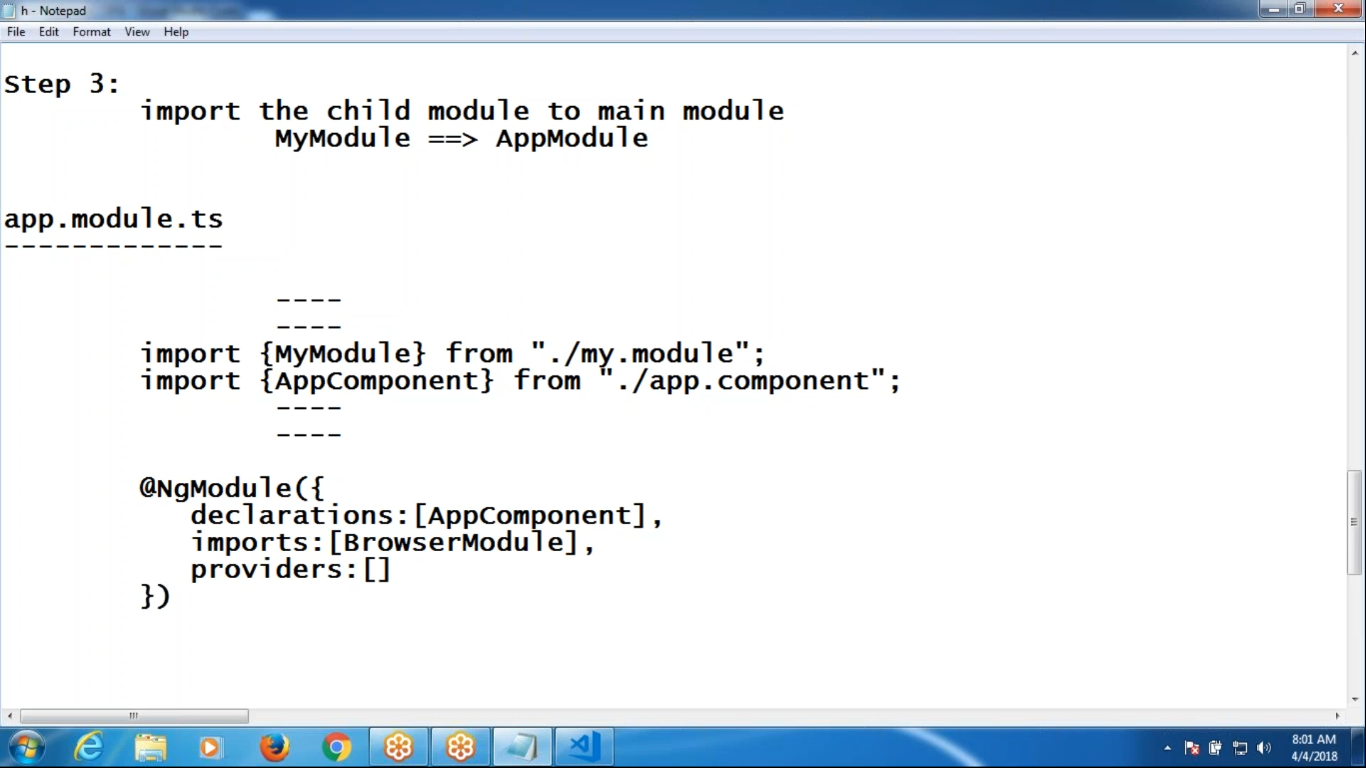 h - Notepad
File Edit Format View Help
Step 3:
import the child module to main module
MyModule ==> AppModule
app.module.ts
-------------
----
----
import {MyModule} from "./my.module";
import {AppComponent} from "./app.component";
----
----
@NgModule({
declarations:[AppComponent],
imports:[BrowserModule],
providers:[]
})
8:01 AM
4/4/2018